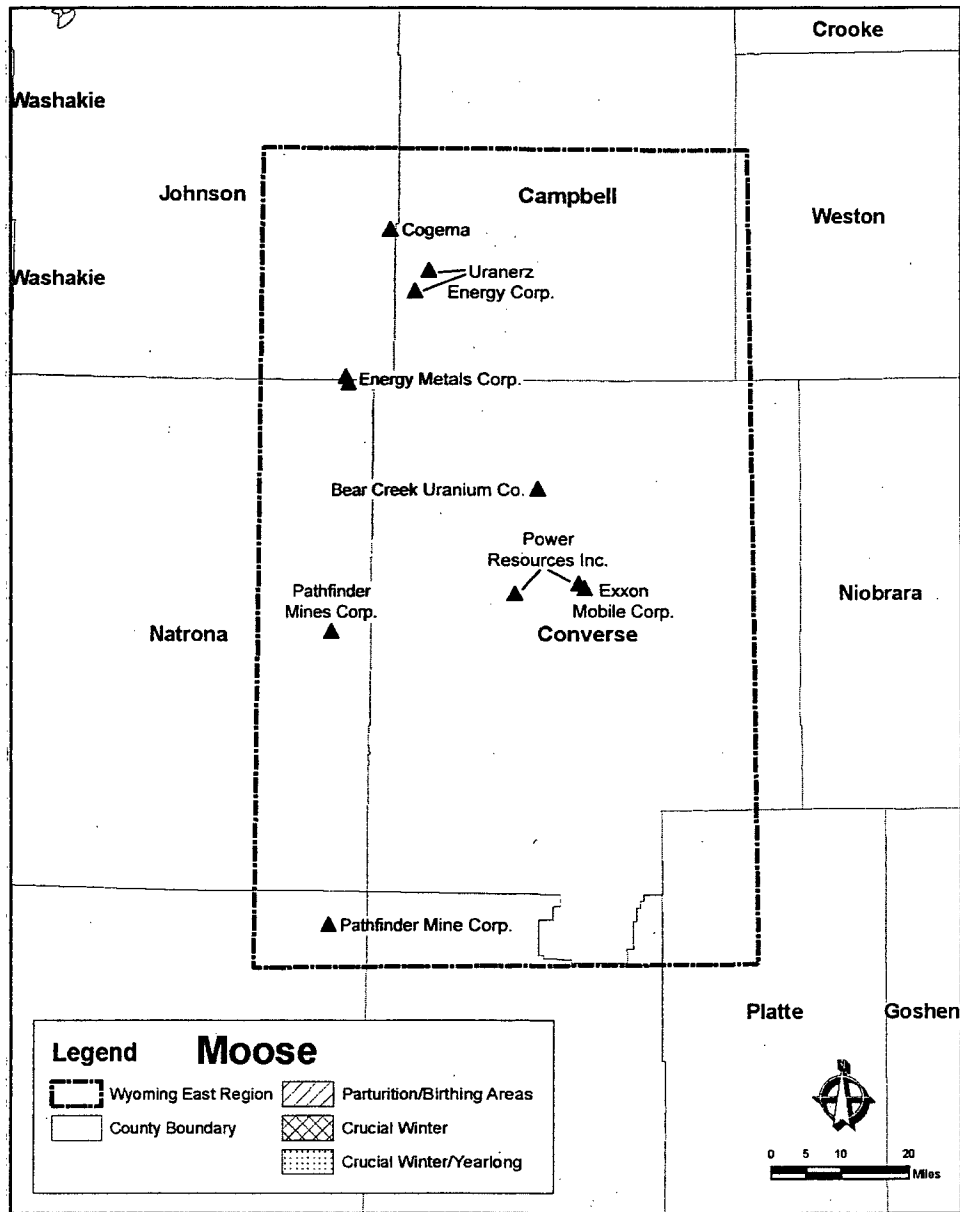 Crooke
Washakie
Johnson
Campbell
Weston
Cogema
Washakie
Uranerz
Energy Corp.
Energy Metals Corp.
Bear Creek Uranium Co.
Power
Resources Inc.
Pathfinder
Mines Corp.
Exxon
Mobile Corp.
Niobrara
Natrona
Converse
Pathfinder Mine Corp.
Platte
Goshen
Legend
Moose
Wyoming East Region
Parturition/Birthing Areas
County Boundary
Crucial Winter
Crucial Winter/Yearlong
N
0 5 10 20
Miles